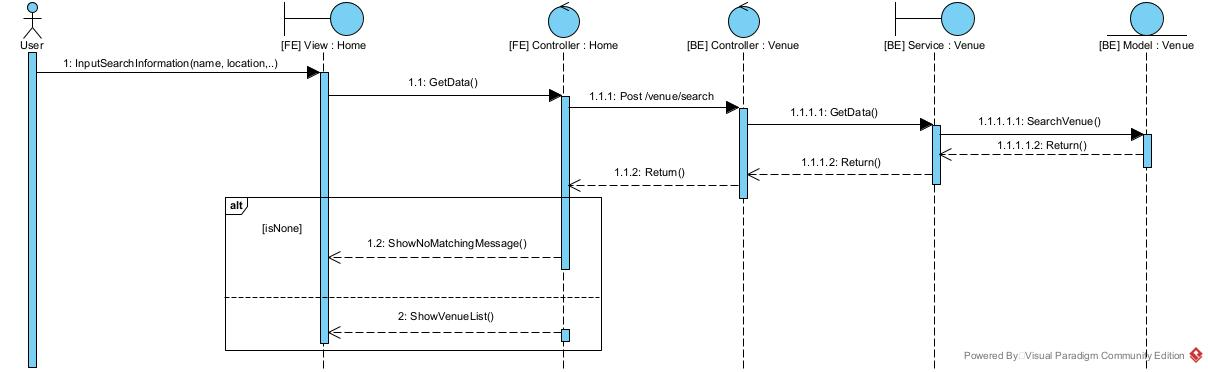 User
[FE] View : Home
[FE] Controller : Home
[BE] Controller : Venue
[BE] Service : Venue
[BE] Model : Venue
1: InputSearchInformation(name, location,..)
1.1: GetData()
1.1.1: Post /venue/search
1.1.1.1: GetData()
1.1.1.1.1: SearchVenue()
1.1.1.1.2: Return()
1.1.1.2: Return()
1.1.2: Return()
alt
[isNone]
1.2: ShowNoMatchingMessage()
2: ShowVenueList()
Powered By Visual Paradigm Community Edition